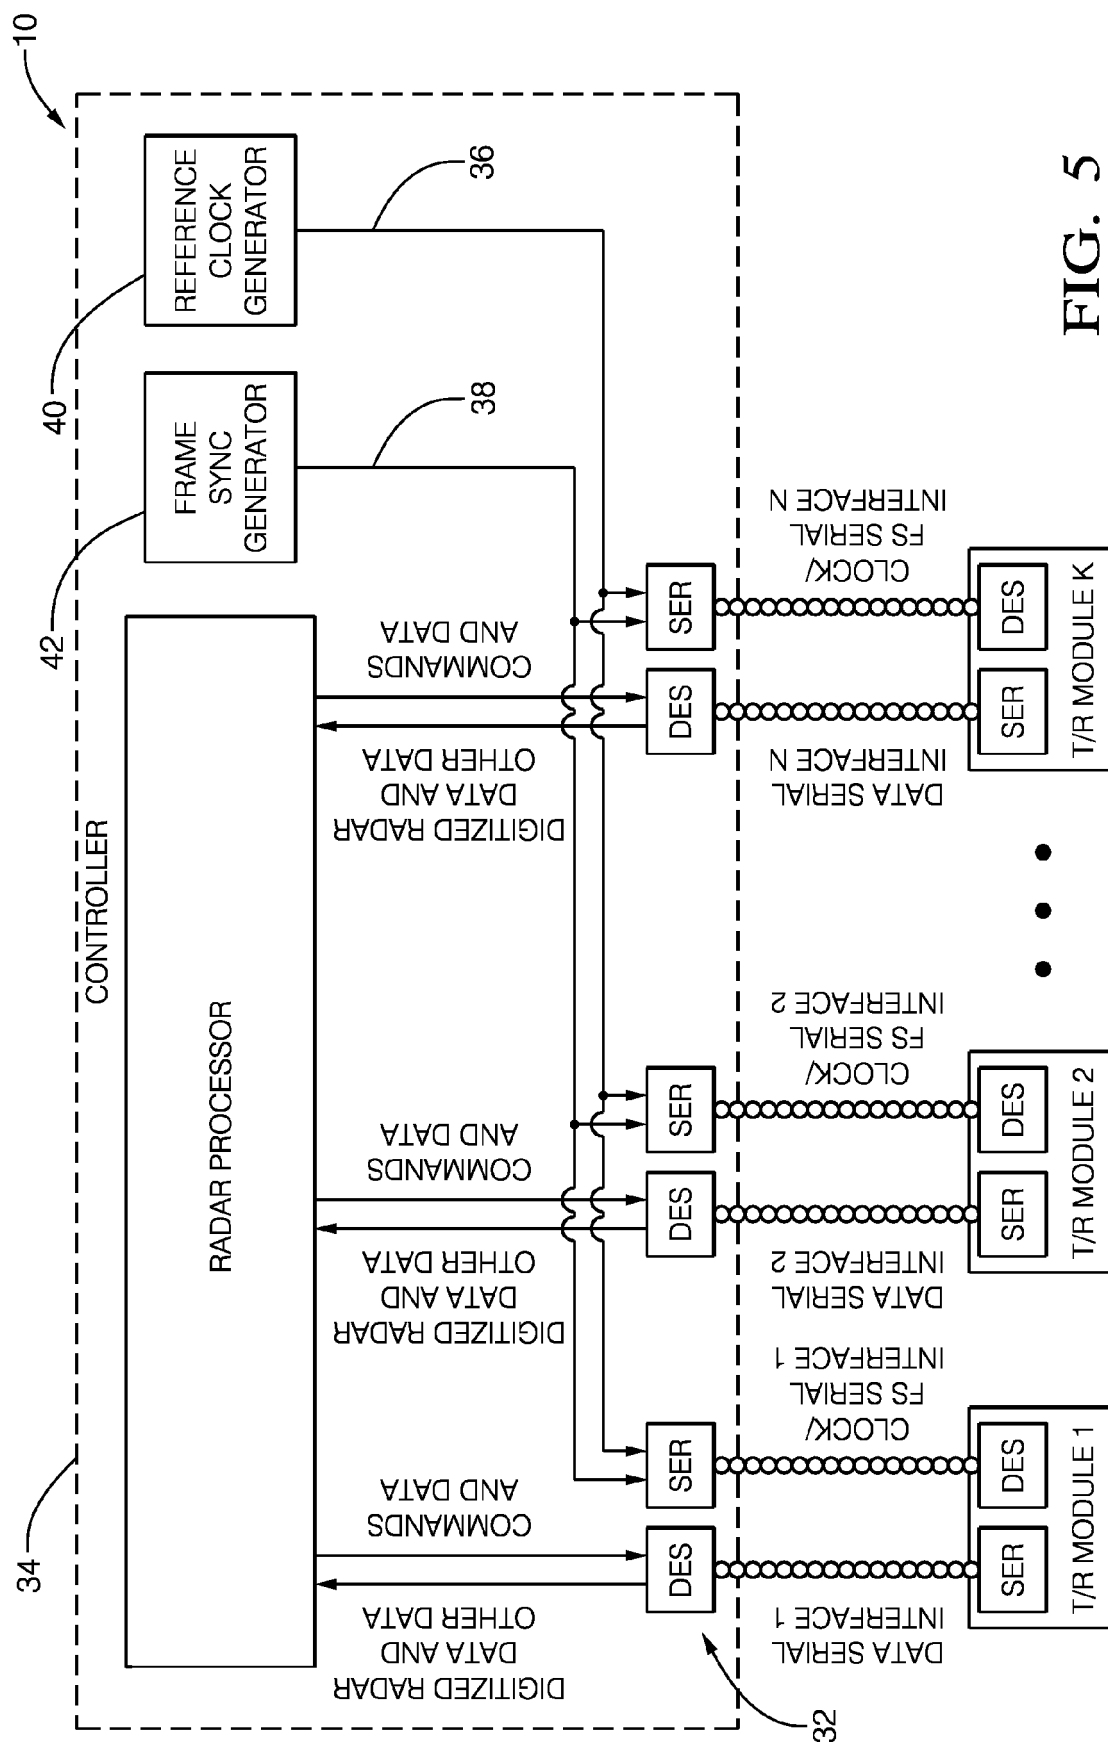 10
34
CONTROLLER
RADAR PROCESSOR
42
FRAME
SYNC
GENERATOR
40
REFERENCE
CLOCK
GENERATOR
38
36
DIGITIZED RADAR
DATA AND
OTHER DATA
COMMANDS
AND DATA
DIGITIZED RADAR
DATA AND
OTHER DATA
COMMANDS
AND DATA
DIGITIZED RADAR
DATA AND
OTHER DATA
COMMANDS
AND DATA
32
DES
SER
DES
SER
DES
SER
DATA SERIAL
INTERFACE 1
CLOCK/
FS SERIAL
INTERFACE 1
DATA SERIAL
INTERFACE 2
CLOCK/
FS SERIAL
INTERFACE 2
DATA SERIAL
INTERFACE N
CLOCK/
FS SERIAL
INTERFACE N
SER
DES
T/R MODULE 1
SER
DES
T/R MODULE 2
SER
DES
T/R MODULE K
FIG. 5